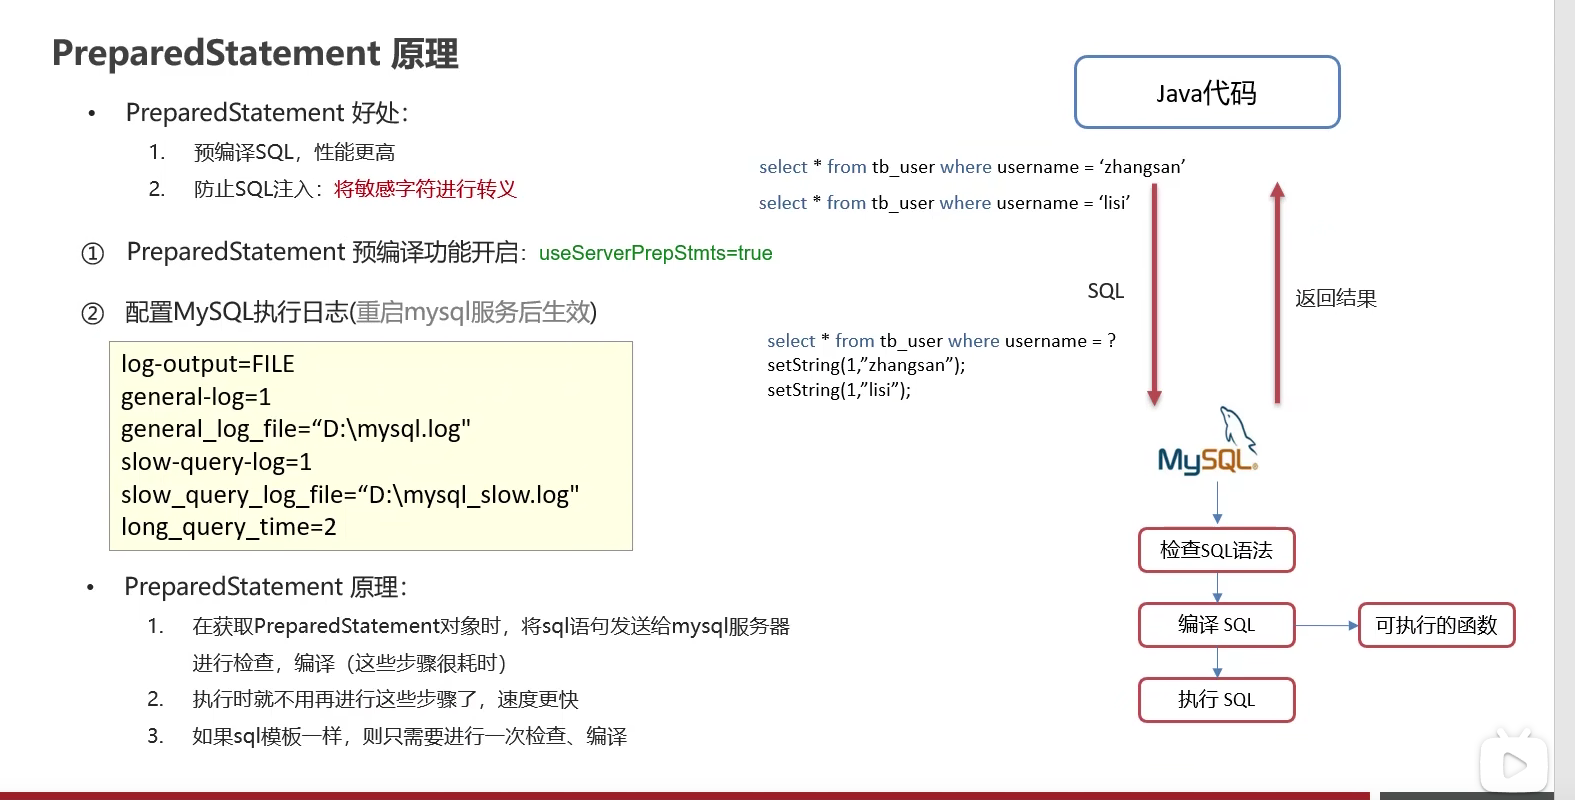 PreparedStatement 原理
• PreparedStatement 好处：
1. 预编译SQL，性能更高
2. 防止SQL注入：将敏感字符进行转义
① PreparedStatement 预编译功能开启：useServerPrepStmts=true
② 配置MySQL执行日志(重启mysql服务后生效)
log-output=FILE
general-log=1
general_log_file=“D:\mysql.log"
slow-query-log=1
slow_query_log_file=“D:\mysql_slow.log"
long_query_time=2
• PreparedStatement 原理：
1. 在获取PreparedStatement对象时，将sql语句发送给mysql服务器
进行检查，编译（这些步骤很耗时）
2. 执行时就不用再进行这些步骤了，速度更快
3. 如果sql模板一样，则只需要进行一次检查、编译
Java代码
select * from tb_user where username = ‘zhangsan’
select * from tb_user where username = ‘lisi’
SQL
返回结果
select * from tb_user where username = ?
setString(1,”zhangsan”);
setString(1,”lisi”);
MySQL®
检查SQL语法
编译 SQL
可执行的函数
执行 SQL